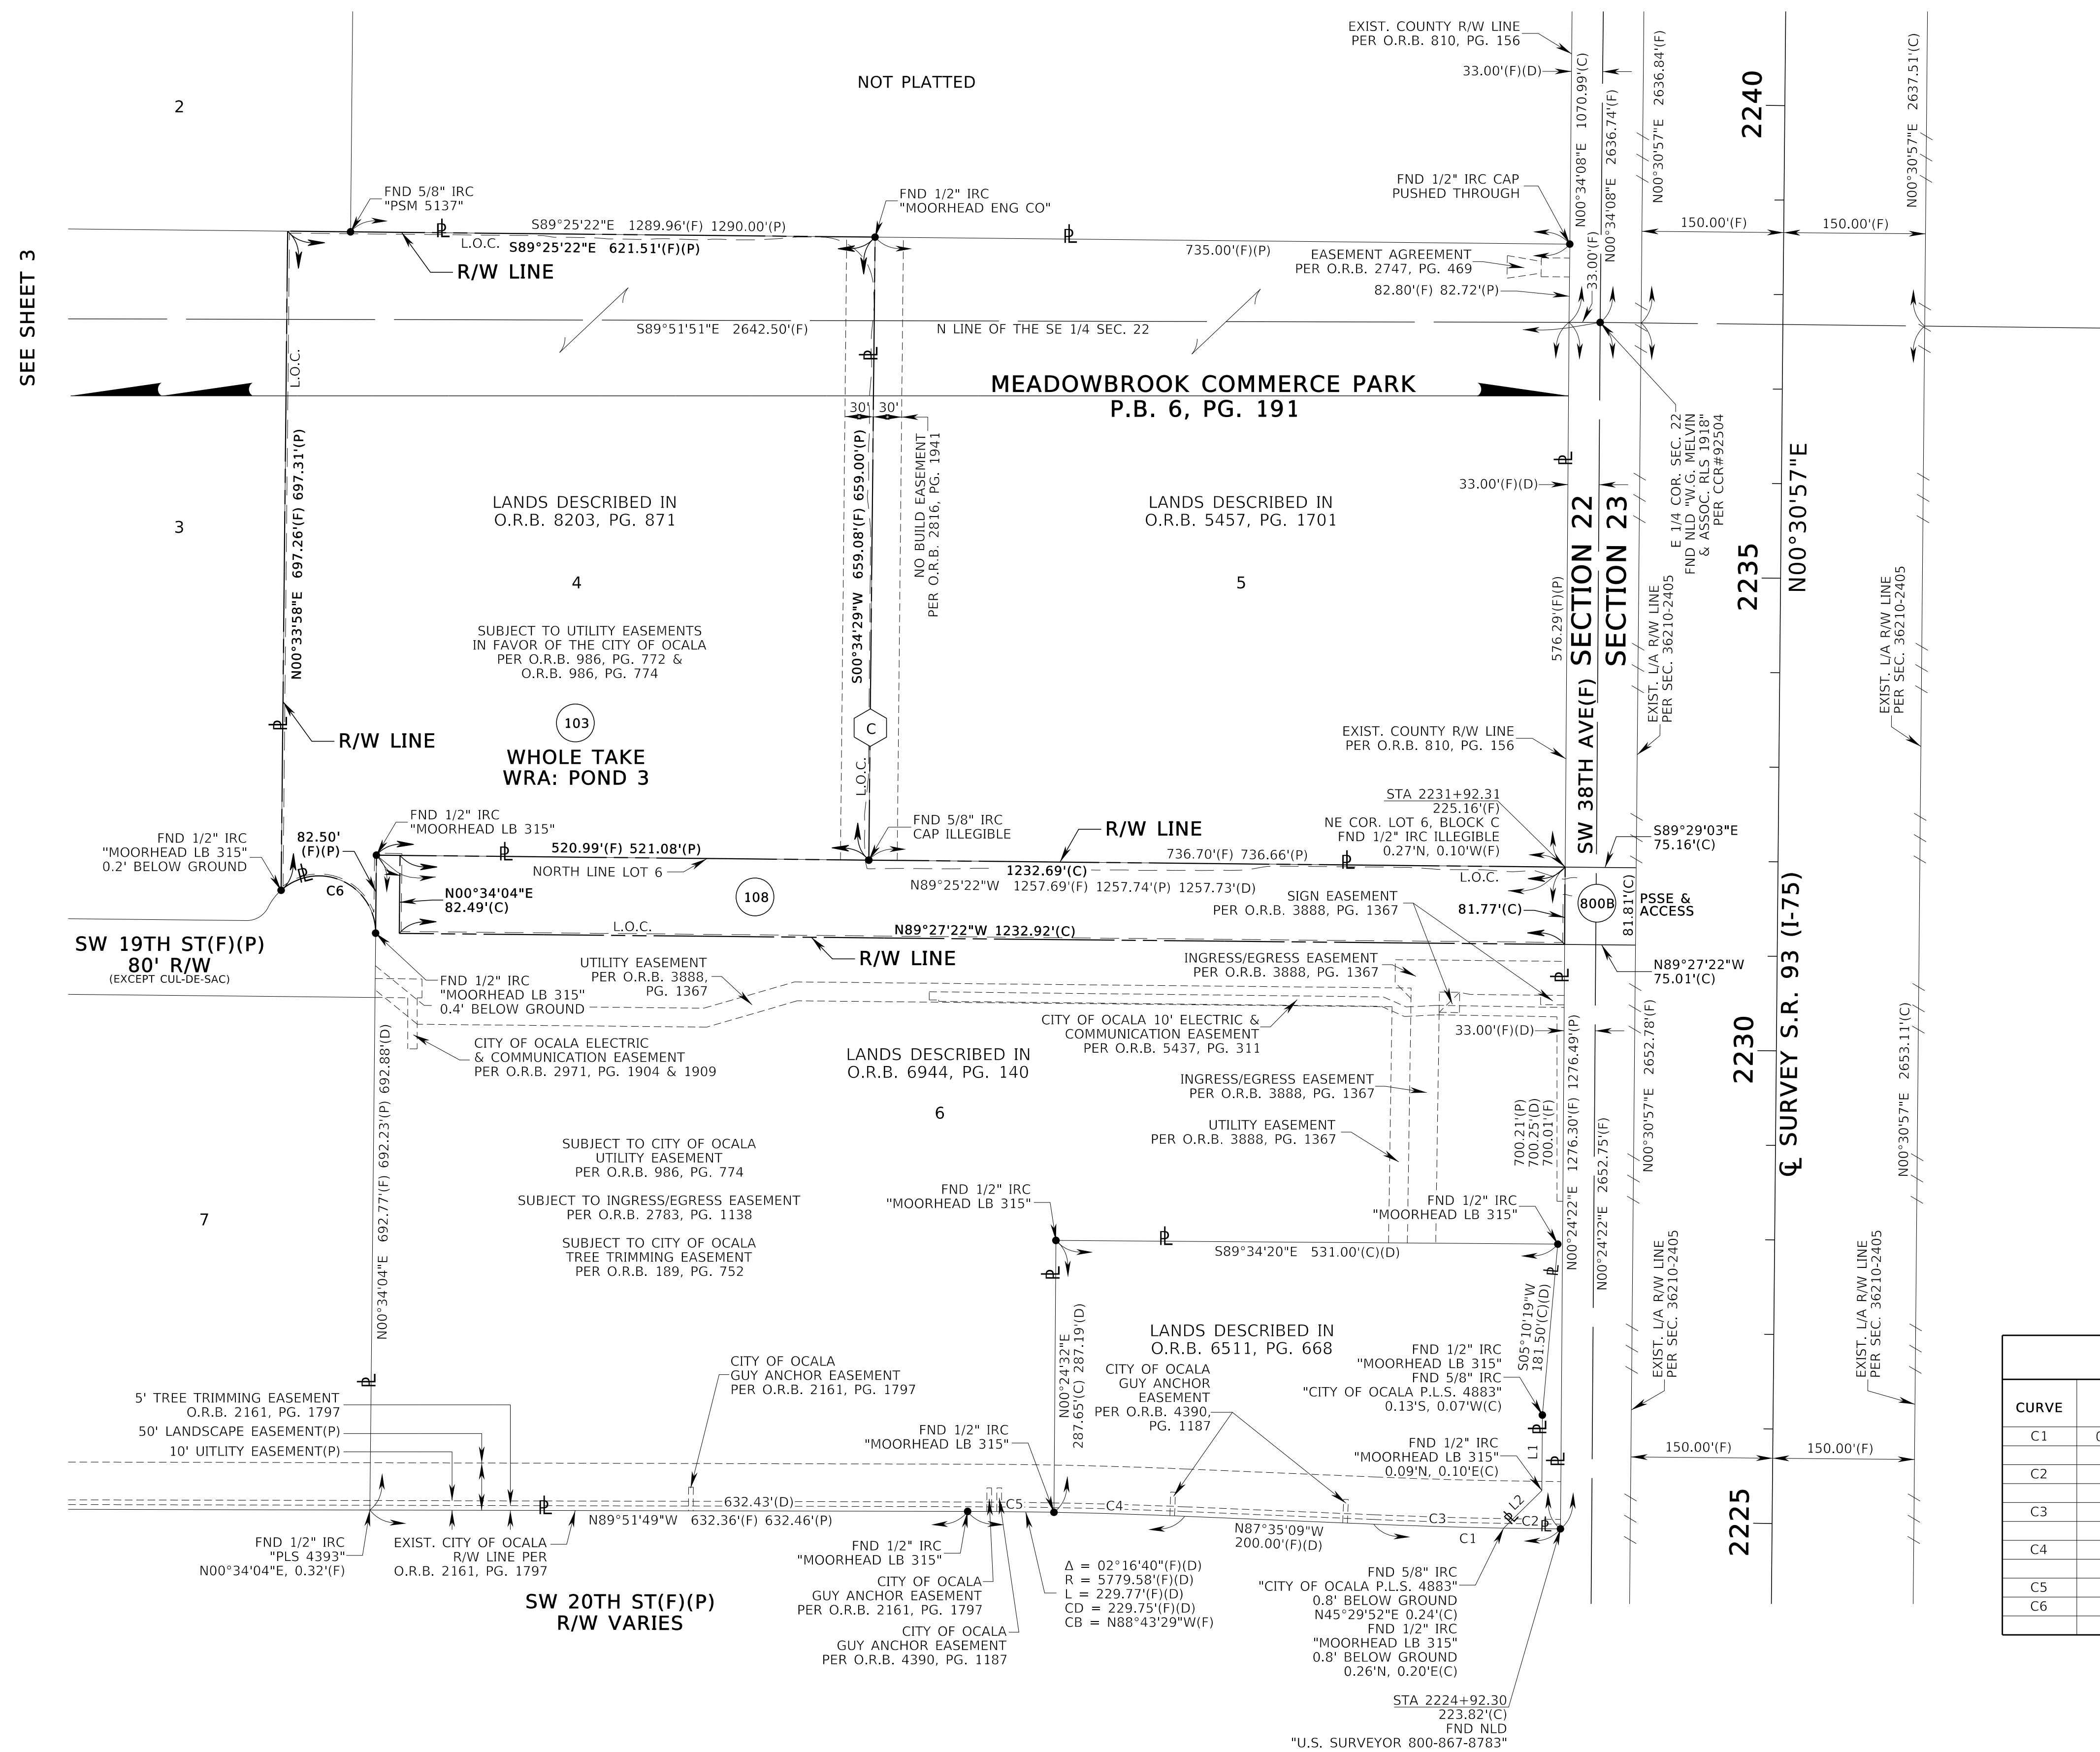 EXIST. COUNTY R/W LINE
PER O.R.B. 810, PG. 156
33.00'(F)(D)
NOT PLATTED
2
SEE SHEET 3
N00°34'08"E 1070.99'(C)
N00°34'08"E 2636.74'(F)
N00°30'57"E 2636.84'(F)
N00°30'57"E 2637.51'(C)
2240
150.00'(F)
150.00'(F)
FND 5/8" IRC
"PSM 5137"
S89°25'22"E 1289.96'(F) 1290.00'(P)
L.O.C.
S89°25'22"E 621.51'(F)(P)
R/W LINE
FND 1/2" IRC
"MOORHEAD ENG CO"
FND 1/2" IRC CAP
PUSHED THROUGH
735.00'(F)(P)
EASEMENT AGREEMENT
PER O.R.B. 2747, PG. 469
82.80'(F) 82.72'(P)
33.00'(F)
S89°51'51"E 2642.50'(F)
N LINE OF THE SE 1/4 SEC. 22
L.O.C.
MEADOWBROOK COMMERCE PARK
P.B. 6, PG. 191
30'
30'
N00°33'58"E 697.26'(F) 697.31'(P)
S00°34'29"W 659.08'(F) 659.00'(P)
NO BUILD EASEMENT
PER O.R.B. 2816, PG. 1941
33.00'(F)(D)
E 1/4 COR. SEC. 22
FND NLD "W.G. MELVIN
& ASSOC. RLS 1918"
PER CCR#92504
N00°30'57"E
3
LANDS DESCRIBED IN
O.R.B. 8203, PG. 871
LANDS DESCRIBED IN
O.R.B. 5457, PG. 1701
SECTION 22
SECTION 23
2235
4
5
576.29'(F)(P)
EXIST. L/A R/W LINE
PER SEC. 36210-2405
EXIST. L/A R/W LINE
PER SEC. 36210-2405
SUBJECT TO UTILITY EASEMENTS
IN FAVOR OF THE CITY OF OCALA
PER O.R.B. 986, PG. 772 &
O.R.B. 986, PG. 774
R/W LINE
103
WHOLE TAKE
WRA: POND 3
C
L.O.C.
EXIST. COUNTY R/W LINE
PER O.R.B. 810, PG. 156
SW 38TH AVE(F)
FND 1/2" IRC
"MOORHEAD LB 315"
0.2' BELOW GROUND
82.50'
(F)(P)
FND 1/2" IRC
"MOORHEAD LB 315"
520.99'(F) 521.08'(P)
NORTH LINE LOT 6
FND 5/8" IRC
CAP ILLEGIBLE
R/W LINE
STA 2231+92.31
225.16'(F)
NE COR. LOT 6, BLOCK C
FND 1/2" IRC ILLEGIBLE
0.27'N, 0.10'W(F)
S89°29'03"E
75.16'(C)
736.70'(F) 736.66'(P)
1232.69'(C)
N89°25'22"W 1257.69'(F) 1257.74'(P) 1257.73'(D)
L.O.C.
C6
N00°34'04"E
82.49'(C)
108
SIGN EASEMENT
PER O.R.B. 3888, PG. 1367
81.77'(C)
800B
81.81'(C)
PSSE &
ACCESS
L.O.C.
N89°27'22"W 1232.92'(C)
R/W LINE
N89°27'22"W
75.01'(C)
SW 19TH ST(F)(P)
80' R/W
(EXCEPT CUL-DE-SAC)
FND 1/2" IRC
"MOORHEAD LB 315"
0.4' BELOW GROUND
UTILITY EASEMENT
PER O.R.B. 3888,
PG. 1367
INGRESS/EGRESS EASEMENT
PER O.R.B. 3888, PG. 1367
CITY OF OCALA 10' ELECTRIC &
COMMUNICATION EASEMENT
PER O.R.B. 5437, PG. 311
33.00'(F)(D)
CITY OF OCALA ELECTRIC
& COMMUNICATION EASEMENT
PER O.R.B. 2971, PG. 1904 & 1909
LANDS DESCRIBED IN
O.R.B. 6944, PG. 140
INGRESS/EGRESS EASEMENT
PER O.R.B. 3888, PG. 1367
6
UTILITY EASEMENT
PER O.R.B. 3888, PG. 1367
700.21'(P)
700.25'(D)
700.01'(F)
N00°24'22"E 1276.30'(F) 1276.49'(P)
N00°24'22"E 2652.75'(F)
N00°30'57"E 2652.78'(F)
N00°30'57"E 2653.11'(C)
2230
℄ SURVEY S.R. 93 (I-75)
N00°34'04"E 692.77'(F) 692.23'(P) 692.88'(D)
7
SUBJECT TO CITY OF OCALA
UTILITY EASEMENT
PER O.R.B. 986, PG. 774
SUBJECT TO INGRESS/EGRESS EASEMENT
PER O.R.B. 2783, PG. 1138
SUBJECT TO CITY OF OCALA
TREE TRIMMING EASEMENT
PER O.R.B. 189, PG. 752
FND 1/2" IRC
"MOORHEAD LB 315"
FND 1/2" IRC
"MOORHEAD LB 315"
S89°34'20"E 531.00'(C)(D)
EXIST. L/A R/W LINE
PER SEC. 36210-2405
EXIST. L/A R/W LINE
PER SEC. 36210-2405
N00°24'32"E
287.65'(C) 287.19'(D)
LANDS DESCRIBED IN
O.R.B. 6511, PG. 668
S05°10'19"W
181.50'(C)(D)
CITY OF OCALA
GUY ANCHOR EASEMENT
PER O.R.B. 2161, PG. 1797
CITY OF OCALA
GUY ANCHOR
EASEMENT
PER O.R.B. 4390,
PG. 1187
FND 1/2" IRC
"MOORHEAD LB 315"
FND 5/8" IRC
"CITY OF OCALA P.L.S. 4883"
0.13'S, 0.07'W(C)
5' TREE TRIMMING EASEMENT
O.R.B. 2161, PG. 1797
50' LANDSCAPE EASEMENT(P)
10' UITLITY EASEMENT(P)
FND 1/2" IRC
"MOORHEAD LB 315"
FND 1/2" IRC
"MOORHEAD LB 315"
0.09'N, 0.10'E(C)
L1
150.00'(F)
150.00'(F)
2225
632.43'(D)
N89°51'49"W 632.36'(F) 632.46'(P)
C5
C4
N87°35'09"W
200.00'(F)(D)
C3
C2
C1
L2
FND 1/2" IRC
"PLS 4393"
N00°34'04"E, 0.32'(F)
EXIST. CITY OF OCALA
R/W LINE PER
O.R.B. 2161, PG. 1797
FND 1/2" IRC
"MOORHEAD LB 315"
CITY OF OCALA
GUY ANCHOR EASEMENT
PER O.R.B. 2161, PG. 1797
CITY OF OCALA
GUY ANCHOR EASEMENT
PER O.R.B. 4390, PG. 1187
Δ = 02°16'40"(F)(D)
R = 5779.58'(F)(D)
L = 229.77'(F)(D)
CD = 229.75'(F)(D)
CB = N88°43'29"W(F)
SW 20TH ST(F)(P)
R/W VARIES
FND 5/8" IRC
"CITY OF OCALA P.L.S. 4883"
0.8' BELOW GROUND
N45°29'52"E 0.24'(C)
FND 1/2" IRC
"MOORHEAD LB 315"
0.8' BELOW GROUND
0.26'N, 0.20'E(C)
STA 2224+92.30
223.82'(C)
FND NLD
"U.S. SURVEYOR 800-867-8783"
CURVE
C1
C2
C3
C4
C5
C6